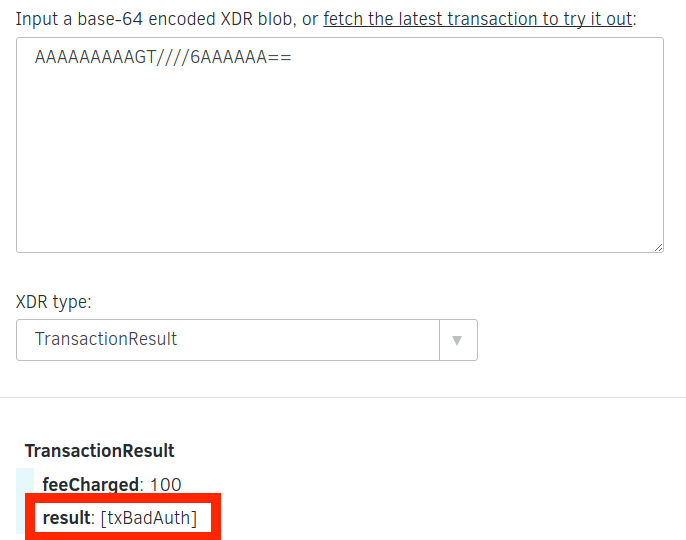 Input a base-64 encoded XDR blob, or fetch the latest transaction to try it out:
AAAAAAAAAGT////6AAAAAA==
XDR type:
TransactionResult
TransactionResult
feeCharged: 100
result: [txBadAuth]